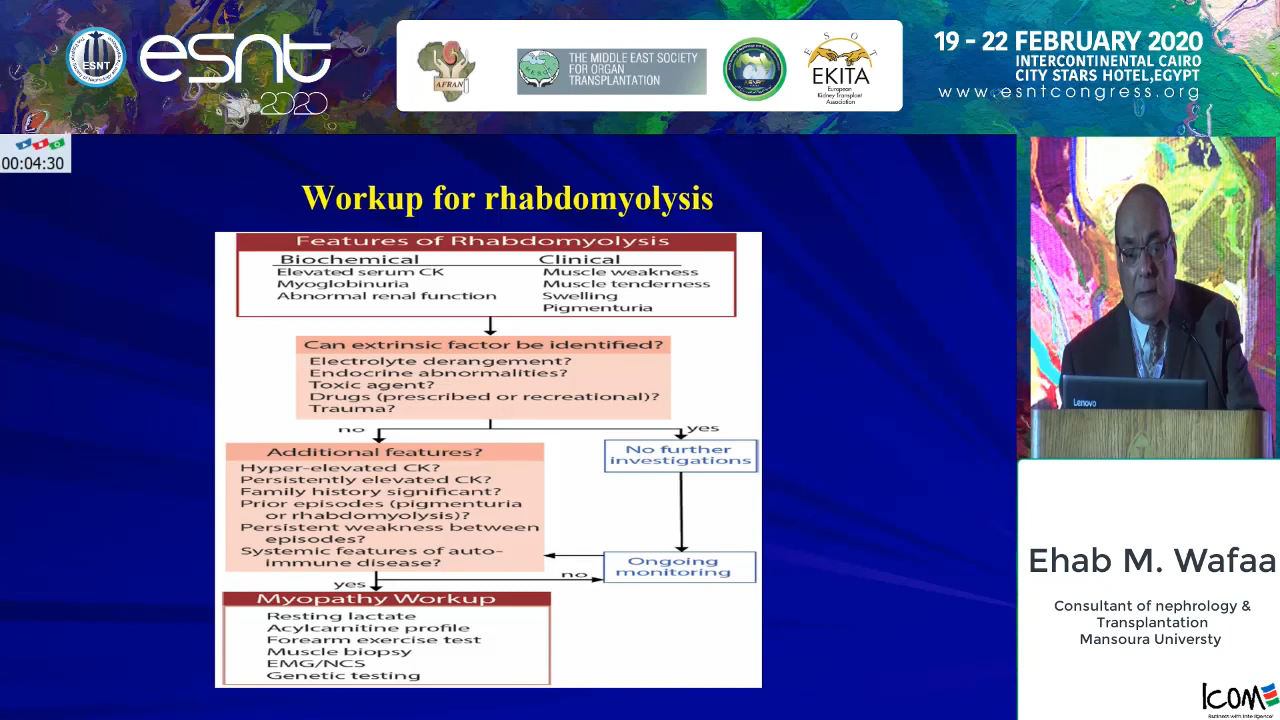 ESNT
esnt
2020
AFRAN
THE MIDDLE EAST SOCIETY
FOR ORGAN
TRANSPLANTATION
E S O T
EKITA
European
Kidney Transplant
Association
19 - 22 FEBRUARY 2020
INTERCONTINENTAL CAIRO
CITY STARS HOTEL,EGYPT
www.esntcongress.org
00:04:30
Workup for rhabdomyolysis
Features of Rhabdomyolysis
Biochemical
Elevated serum CK
Myoglobinuria
Abnormal renal function
Clinical
Muscle weakness
Muscle tenderness
Swelling
Pigmenturia
Can extrinsic factor be identified?
Electrolyte derangement?
Endocrine abnormalities?
Toxic agent?
Drugs (prescribed or recreational)?
Trauma?
no
yes
Additional features?
Hyper-elevated CK?
Persistently elevated CK?
Family history significant?
Prior episodes (pigmenturia
or rhabdomyolysis)?
Persistent weakness between
episodes?
Systemic features of auto-
immune disease?
No further
investigations
Ongoing
monitoring
no
yes
Myopathy Workup
Resting lactate
Acylcarnitine profile
Forearm exercise test
Muscle biopsy
EMG/NCS
Genetic testing
Lenovo
Ehab M. Wafaa
Consultant of nephrology &
Transplantation
Mansoura Universty
ICOM